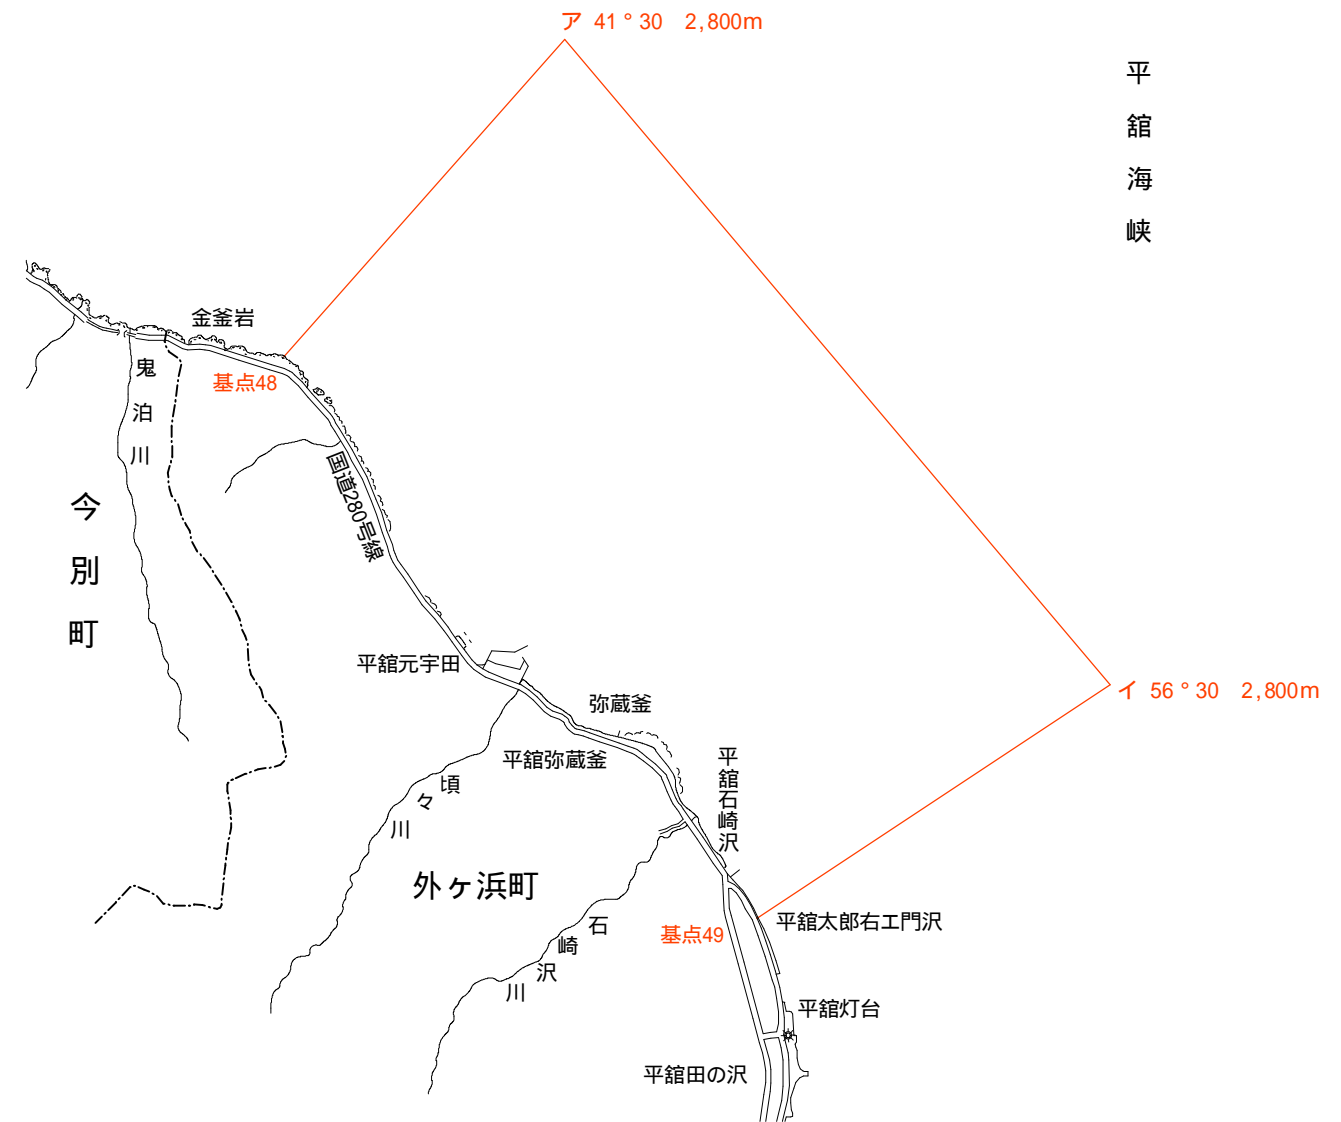 ア 41°30 2,800m
平舘海峡
金釜岩
基点48
鬼泊川
国道280号線
今別町
平舘元宇田
イ 56°30 2,800m
弥蔵釜
平舘弥蔵釜
平舘石崎沢
頃々川
外ヶ浜町
基点49
平舘太郎右エ門沢
石崎沢川
平舘灯台
平舘田の沢